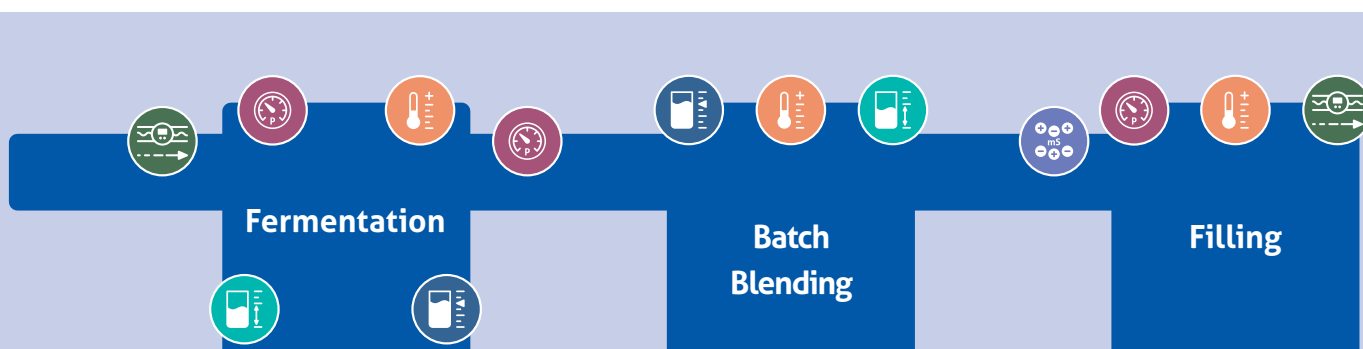 P
P
mS
P
Fermentation
Batch
Blending
Filling